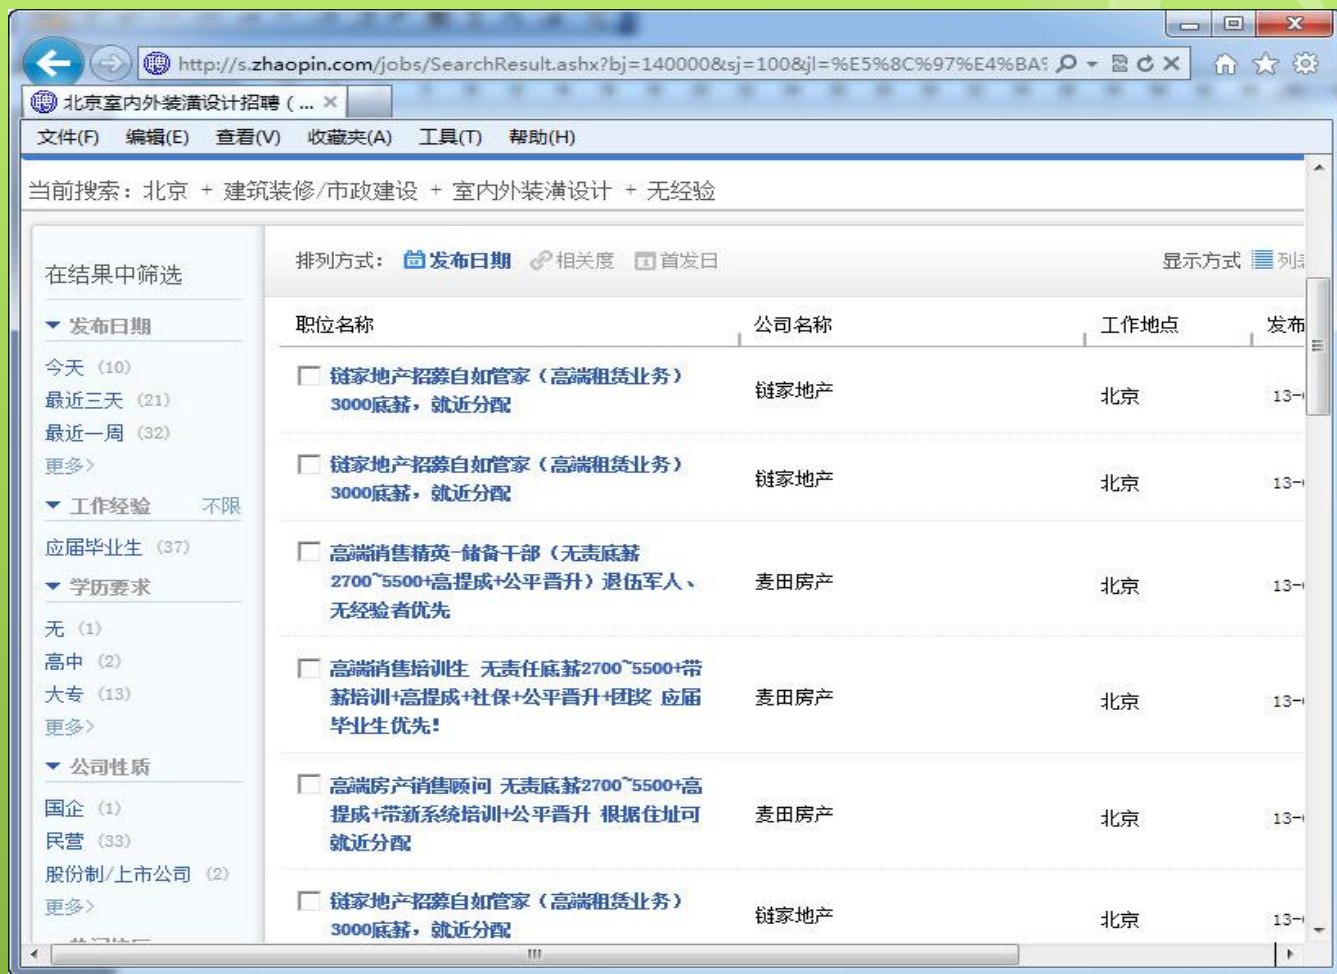 http://s.zhaopin.com/jobs/SearchResult.ashx?bj=140000&sj=100&jl=%E5%8C%97%E4%BA%
北京室内外装潢设计招聘（ ...
文件(F) 编辑(E) 查看(V) 收藏夹(A) 工具(T) 帮助(H)
当前搜索：北京 + 建筑装修/市政建设 + 室内外装潢设计 + 无经验
在结果中筛选
发布日期
今天 (10)
最近三天 (21)
最近一周 (32)
更多>
工作经验 不限
应届毕业生 (37)
学历要求
无 (1)
高中 (2)
大专 (13)
更多>
公司性质
国企 (1)
民营 (33)
股份制/上市公司 (2)
更多>
排列方式： 发布日期 相关度 首发日 显示方式 列
职位名称 公司名称 工作地点 发布
链家地产招募自如管家（高端租赁业务）
3000底薪，就近分配
链家地产 北京 13-
链家地产招募自如管家（高端租赁业务）
3000底薪，就近分配
链家地产 北京 13-
高端销售精英-储备干部（无责底薪
2700~5500+高提成+公平晋升）退伍军人、
无经验者优先
麦田房产 北京 13-
高端销售培训生 无责任底薪2700~5500+带
薪培训+高提成+社保+公平晋升+团奖 应届
毕业生优先！
麦田房产 北京 13-
高端房产销售顾问 无责底薪2700~5500+高
提成+带新系统培训+公平晋升 根据住址可
就近分配
麦田房产 北京 13-
链家地产招募自如管家（高端租赁业务）
3000底薪，就近分配
链家地产 北京 13-